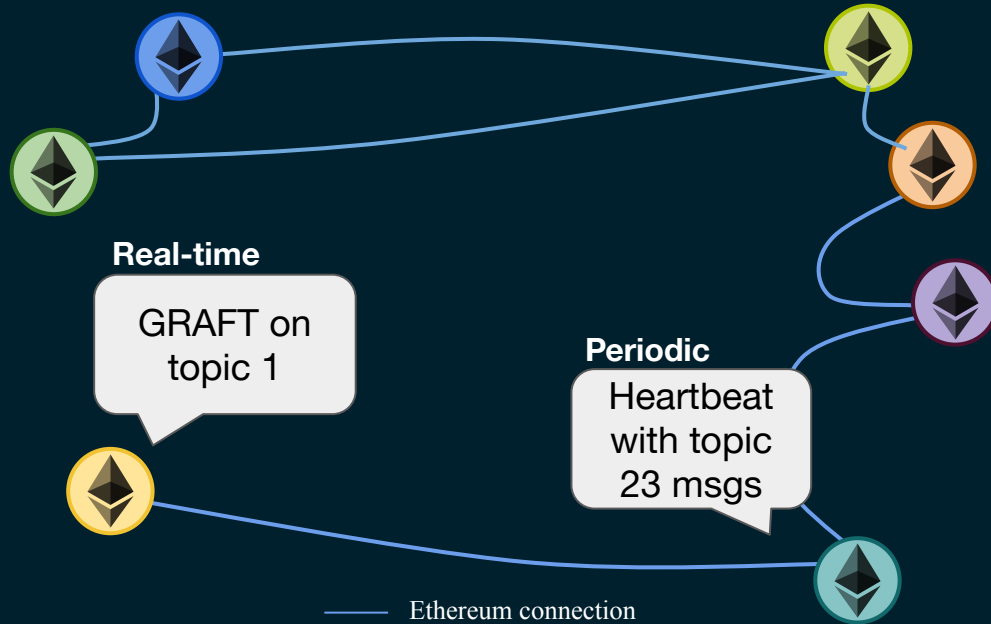 Real-time
GRAFT on
topic 1
Periodic
Heartbeat
with topic
23 msgs
Ethereum connection